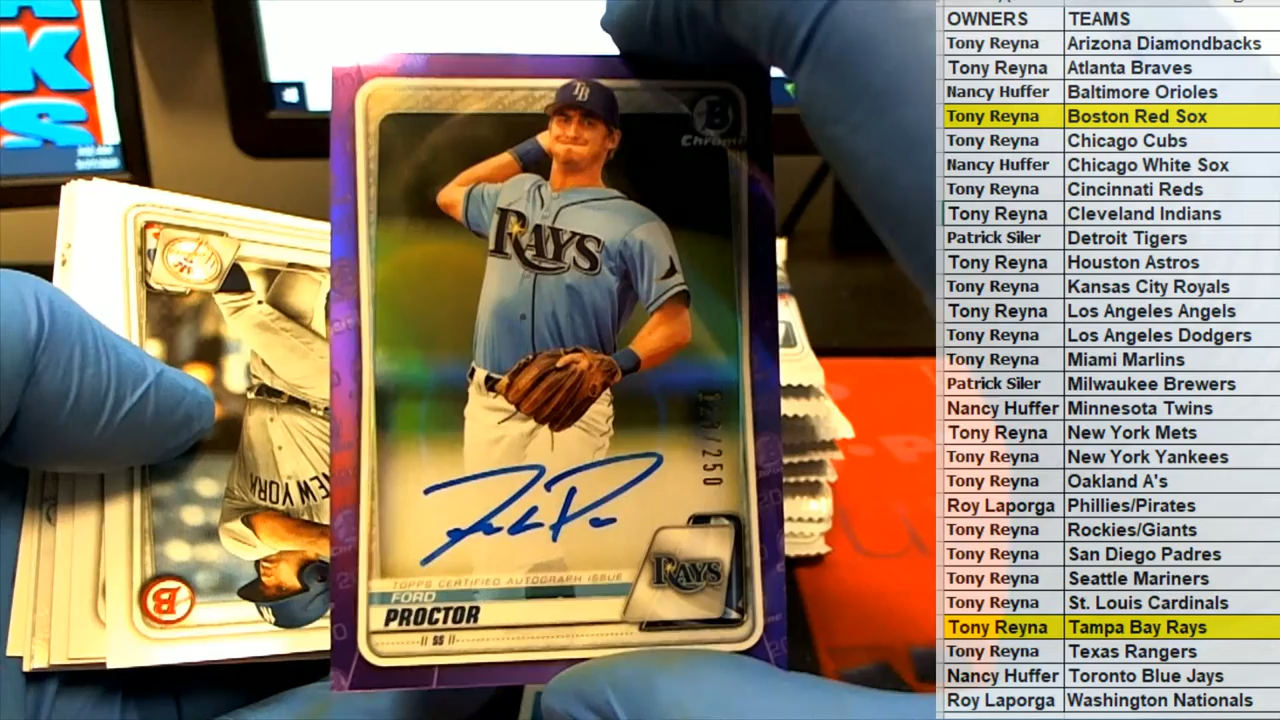 KS
TB
B
Chrome
RAYS
/250
NEW YORK
B
TOPPS CERTIFIED AUTOGRAPH ISSUE
RAYS
FORD
PROCTOR
SS
OWNERS TEAMS
Tony Reyna Arizona Diamondbacks
Tony Reyna Atlanta Braves
Nancy Huffer Baltimore Orioles
Tony Reyna Boston Red Sox
Tony Reyna Chicago Cubs
Nancy Huffer Chicago White Sox
Tony Reyna Cincinnati Reds
Tony Reyna Cleveland Indians
Patrick Siler Detroit Tigers
Tony Reyna Houston Astros
Tony Reyna Kansas City Royals
Tony Reyna Los Angeles Angels
Tony Reyna Los Angeles Dodgers
Tony Reyna Miami Marlins
Patrick Siler Milwaukee Brewers
Nancy Huffer Minnesota Twins
Tony Reyna New York Mets
Tony Reyna New York Yankees
Tony Reyna Oakland A's
Roy Laporga Phillies/Pirates
Tony Reyna Rockies/Giants
Tony Reyna San Diego Padres
Tony Reyna Seattle Mariners
Tony Reyna St. Louis Cardinals
Tony Reyna Tampa Bay Rays
Tony Reyna Texas Rangers
Nancy Huffer Toronto Blue Jays
Roy Laporga Washington Nationals